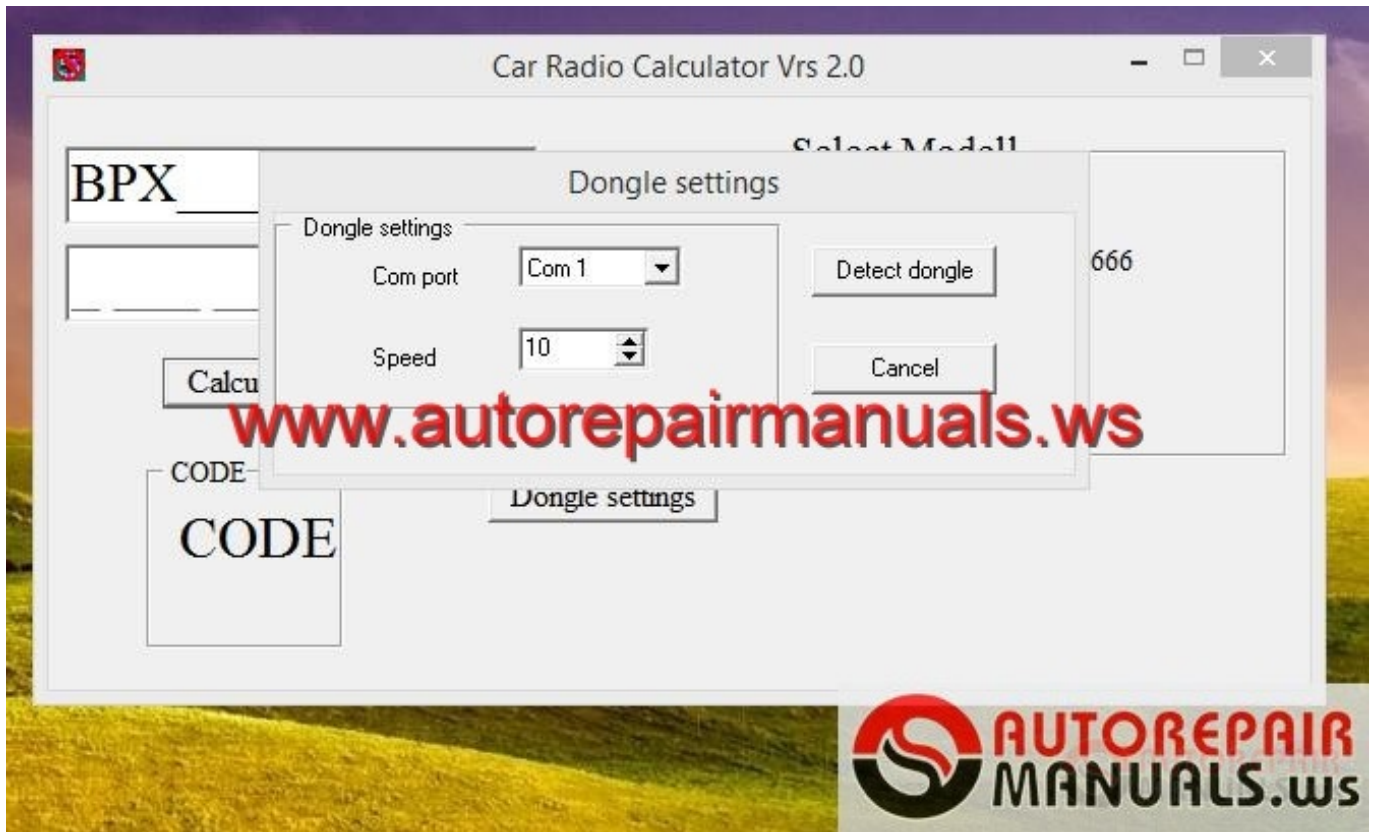 Car Radio Calculator Vrs 2.0
Select Modell
BPX
Dongle settings
Dongle settings
Com port
Com 1
Detect dongle
666
Speed
10
Cancel
www.autorepairmanuals.ws
CODE
Dongle settings
CODE
AUTOREPAIR
MANUALS.ws